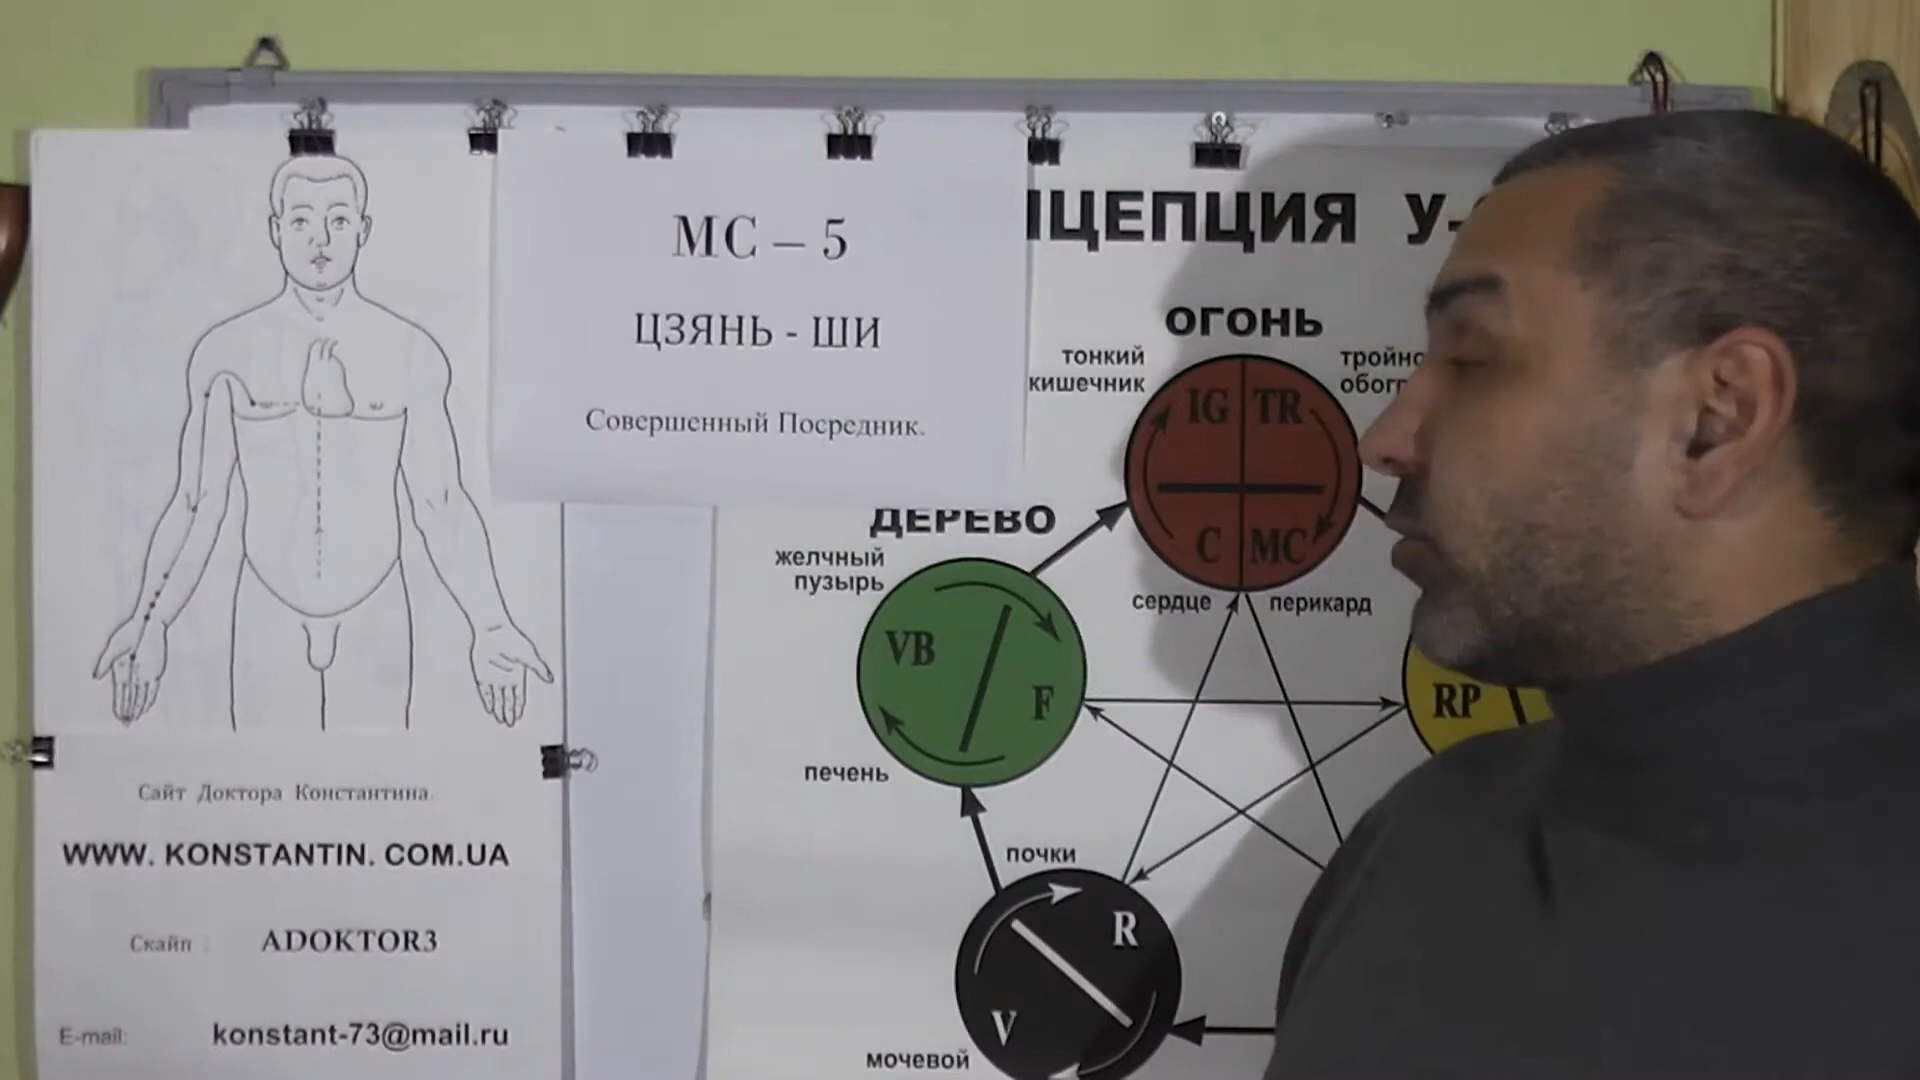 МС – 5
ЦЗЯНЬ - ШИ
Совершенный Посредник.
Сайт Доктора Константина.
WWW. KONSTANTIN. COM.UA
Скайп : ADOKTOR3
E-mail: konstant-73@mail.ru
ЦЕПЦИЯ У-
ОГОНЬ
тонкий
кишечник
IG
TR
C
MC
сердце
перикард
ДЕРЕВО
желчный
пузырь
VB
F
печень
RP
почки
R
V
мочевой